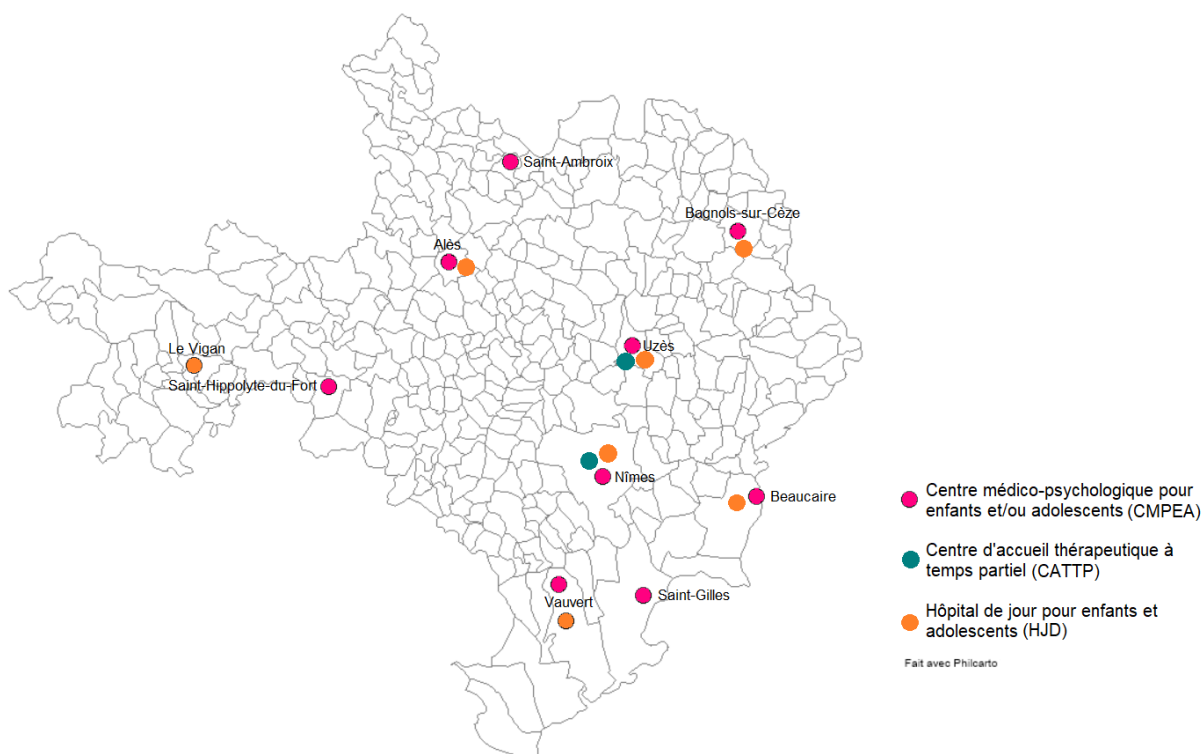 Saint-Ambroix
Bagnols-sur-Cèze
Alès
Uzès
Le Vigan
Saint-Hippolyte-du-Fort
Nîmes
Beaucaire
Vauvert
Saint-Gilles
Centre médico-psychologique pour
enfants et/ou adolescents (CMPEA)
Centre d'accueil thérapeutique à
temps partiel (CATTP)
Hôpital de jour pour enfants et
adolescents (HJD)
Fait avec Philcarto